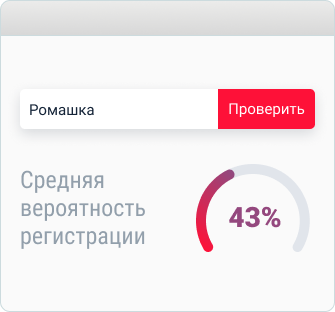 Ромашка
Проверить
Средняя
вероятность
регистрации
43%